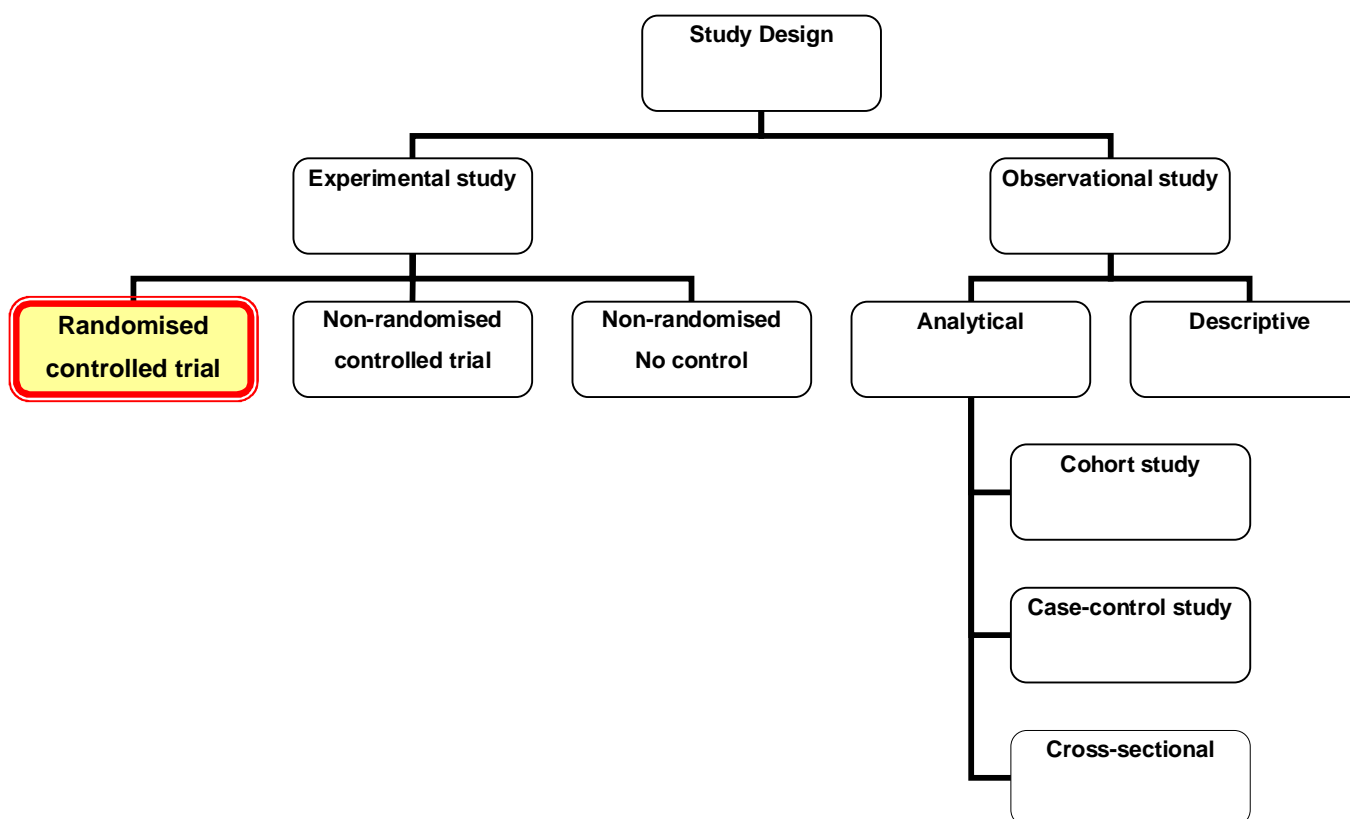 Study Design
Experimental study
Observational study
Randomised
controlled trial
Non-randomised
controlled trial
Non-randomised
No control
Analytical
Descriptive
Cohort study
Case-control study
Cross-sectional